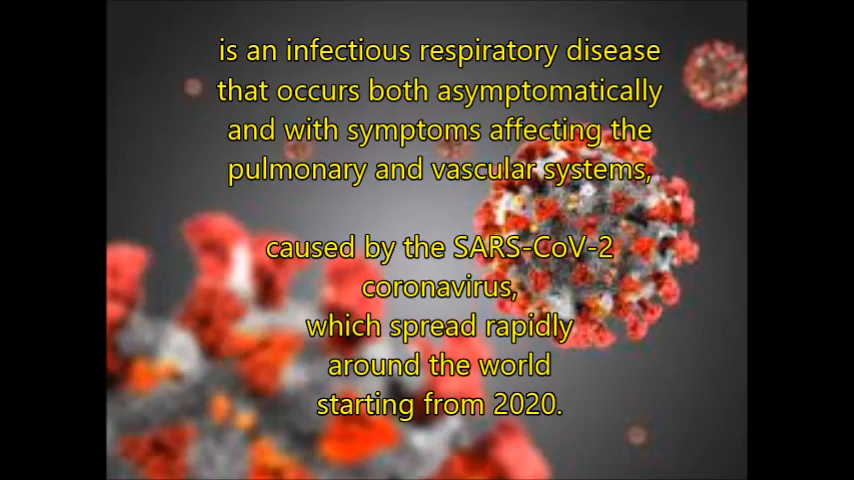 is an infectious respiratory disease
that occurs both asymptomatically
and with symptoms affecting the
pulmonary and vascular systems,
caused by the SARS-CoV-2
coronavirus,
which spread rapidly
around the world
starting from 2020.